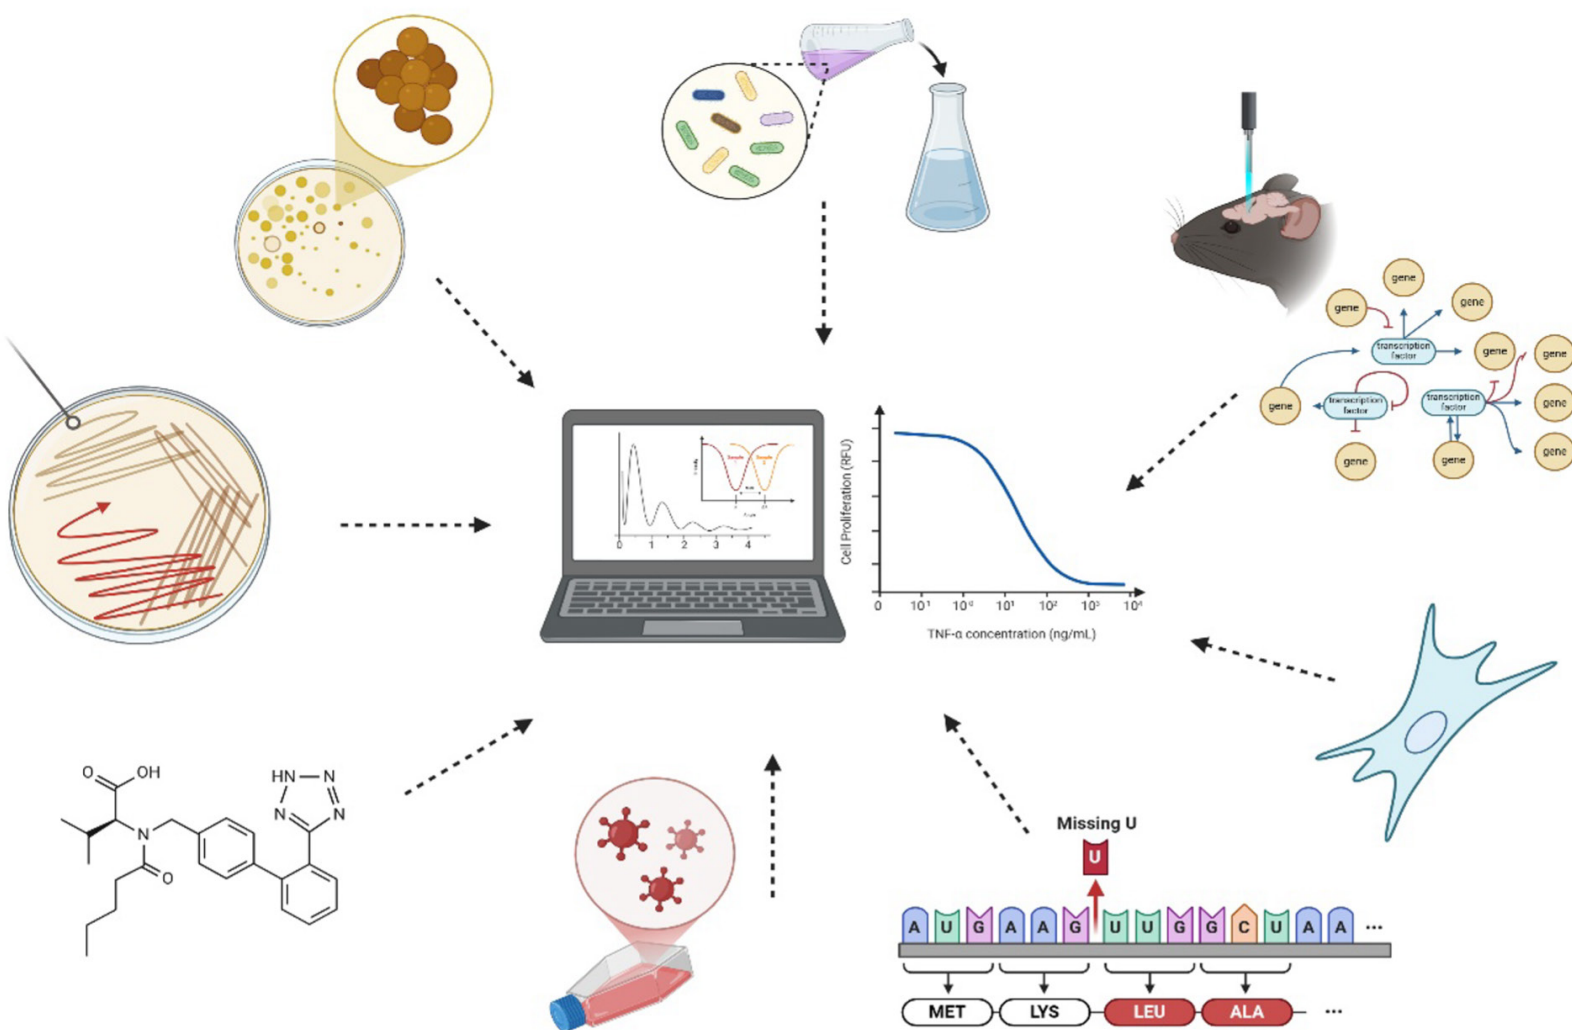 gene
gene
gene
transcription
factor
gene
gene
gene
transcription
factor
transcription
factor
gene
gene
gene
gene
0 1 2 3 4
Cell Proliferation (RFU)
0 10¹ 10⁻² 10¹ 10² 10³ 10⁴
TNF-α concentration (ng/mL)
O OH
HN N
N N
N
O
Missing U
U
A U G A A G U U G G C U A A ...
MET LYS LEU ALA ...